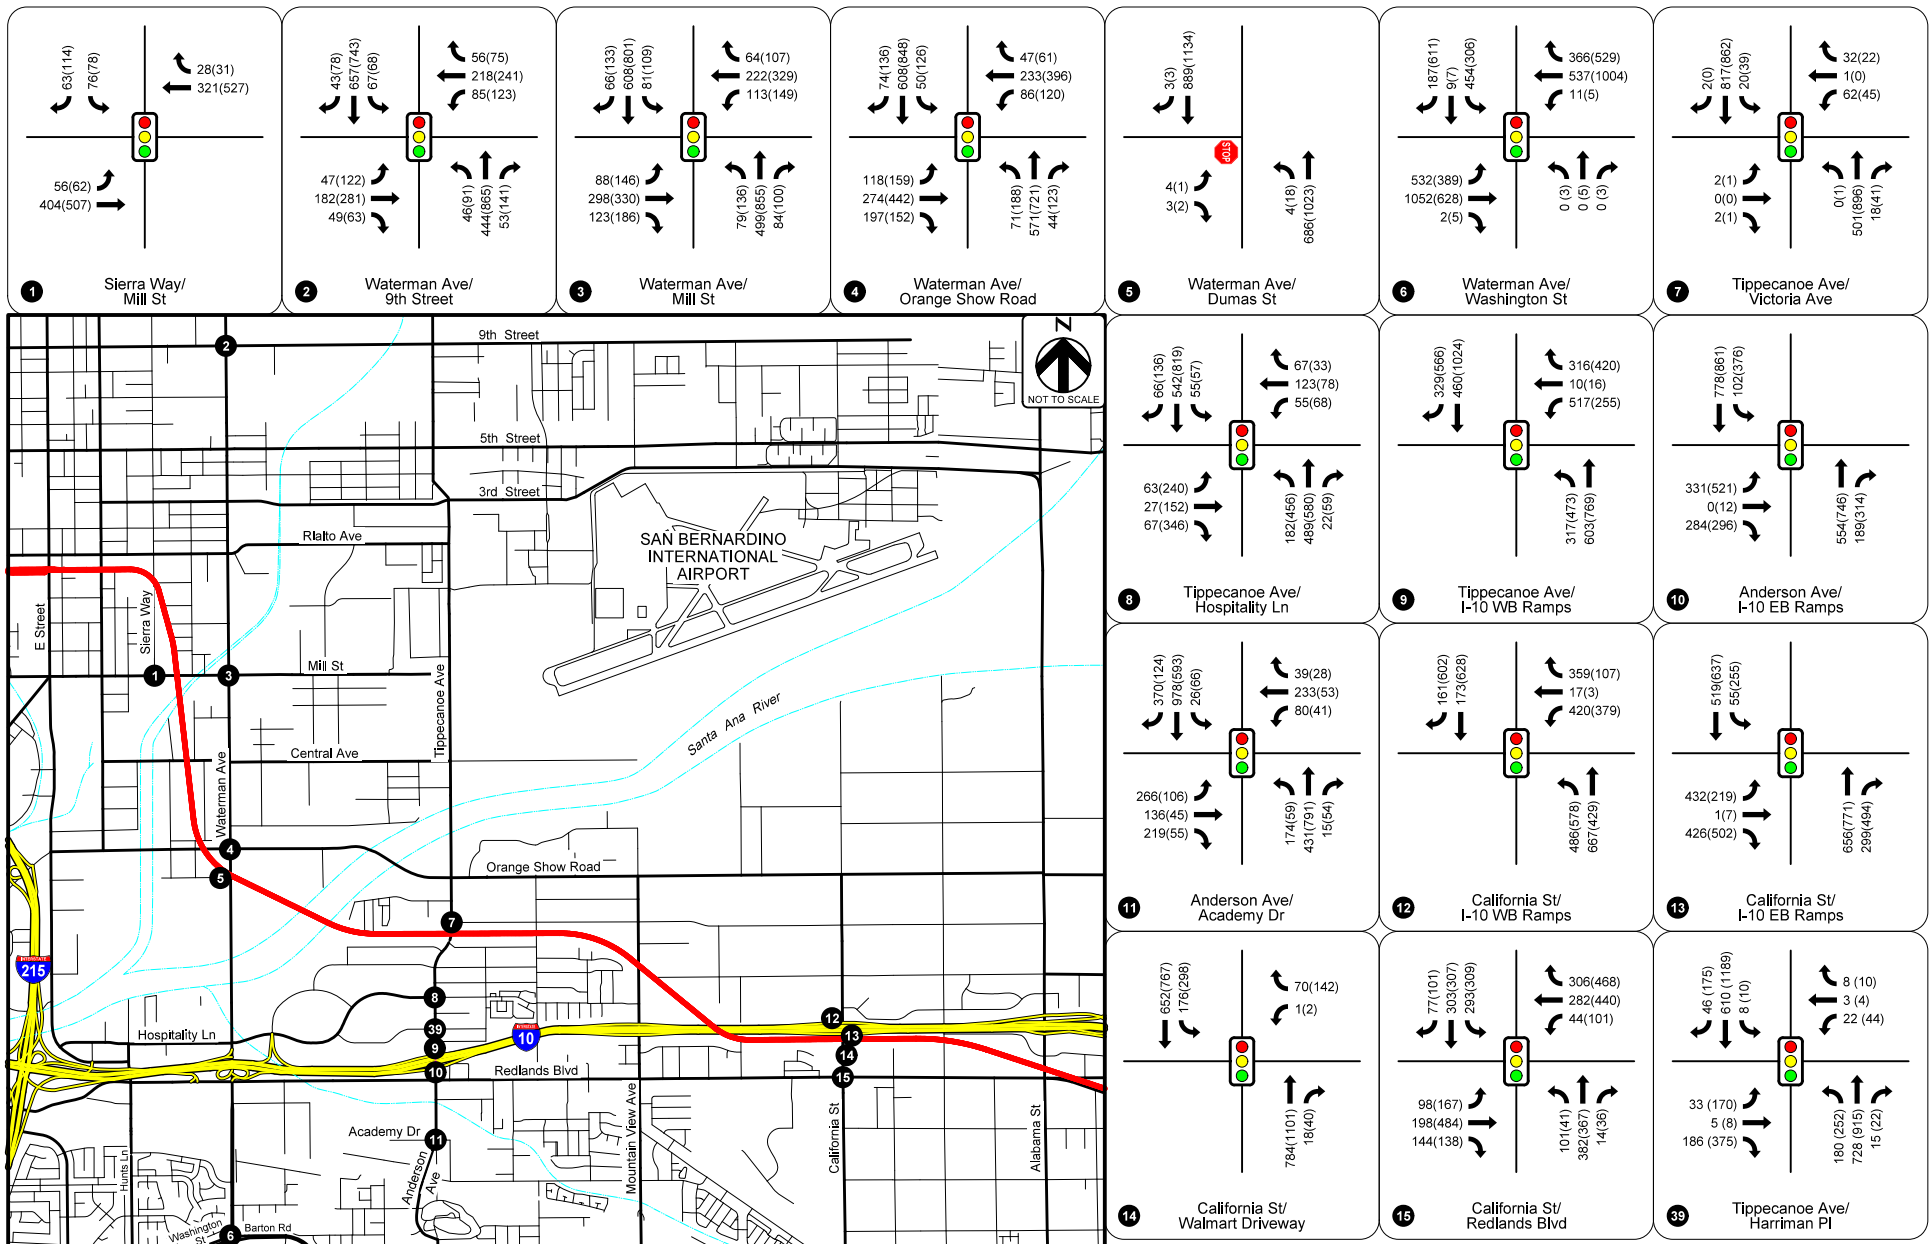 63(114)
76(78)
28(31)
321(527)
56(62)
404(507)
1
Sierra Way/
Mill St
43(78)
657(743)
67(68)
56(75)
218(241)
85(123)
47(122)
182(281)
49(63)
46(91)
444(865)
53(141)
2
Waterman Ave/
9th Street
66(133)
608(801)
81(109)
64(107)
222(329)
113(149)
88(146)
298(330)
123(186)
79(136)
499(855)
84(100)
3
Waterman Ave/
Mill St
74(136)
608(848)
50(126)
47(61)
233(396)
86(120)
118(159)
274(442)
197(152)
71(188)
571(721)
44(123)
4
Waterman Ave/
Orange Show Road
3(3)
889(1134)
STOP
4(1)
3(2)
4(18)
686(1023)
5
Waterman Ave/
Dumas St
187(611)
9(7)
454(306)
366(529)
537(1004)
11(5)
532(389)
1052(628)
2(5)
0 (3)
0 (5)
0 (3)
6
Waterman Ave/
Washington St
2(0)
817(862)
20(39)
32(22)
1(0)
62(45)
2(1)
0(0)
2(1)
0(1)
501(896)
18(41)
7
Tippecanoe Ave/
Victoria Ave
66(136)
542(819)
55(57)
67(33)
123(78)
55(68)
63(240)
27(152)
67(346)
182(456)
489(580)
22(59)
8
Tippecanoe Ave/
Hospitality Ln
329(566)
460(1024)
316(420)
10(16)
517(255)
317(473)
603(769)
9
Tippecanoe Ave/
I-10 WB Ramps
778(861)
102(376)
331(521)
0(12)
284(296)
554(746)
189(314)
10
Anderson Ave/
I-10 EB Ramps
370(124)
978(593)
26(66)
39(28)
233(53)
80(41)
266(106)
136(45)
219(55)
174(59)
431(791)
15(54)
11
Anderson Ave/
Academy Dr
161(602)
173(628)
359(107)
17(3)
420(379)
486(578)
667(429)
12
California St/
I-10 WB Ramps
519(637)
55(255)
432(219)
1(7)
426(502)
656(771)
299(494)
13
California St/
I-10 EB Ramps
652(767)
176(298)
70(142)
1(2)
784(1101)
18(40)
14
California St/
Walmart Driveway
77(101)
303(307)
293(309)
306(468)
282(440)
44(101)
98(167)
198(484)
144(138)
101(41)
382(367)
14(36)
15
California St/
Redlands Blvd
46 (175)
610 (1189)
8 (10)
8 (10)
3 (4)
22 (44)
33 (170)
5 (8)
186 (375)
180 (252)
728 (915)
15 (22)
39
Tippecanoe Ave/
Harriman Pl
Z
NOT TO SCALE
2
9th Street
5th Street
3rd Street
Rialto Ave
SAN BERNARDINO
INTERNATIONAL
AIRPORT
E Street
Sierra Way
Mill St
1
3
Tippecanoe Ave
Santa Ana River
Central Ave
Waterman Ave
4
5
Orange Show Road
7
INTERSTATE
215
8
39
9
10
INTERSTATE
10
Hospitality Ln
Redlands Blvd
12
13
14
15
Academy Dr
11
Hunts Ln
Anderson
Ave
Mountain View Ave
California St
Alabama St
Washington
St
6
Barton Rd